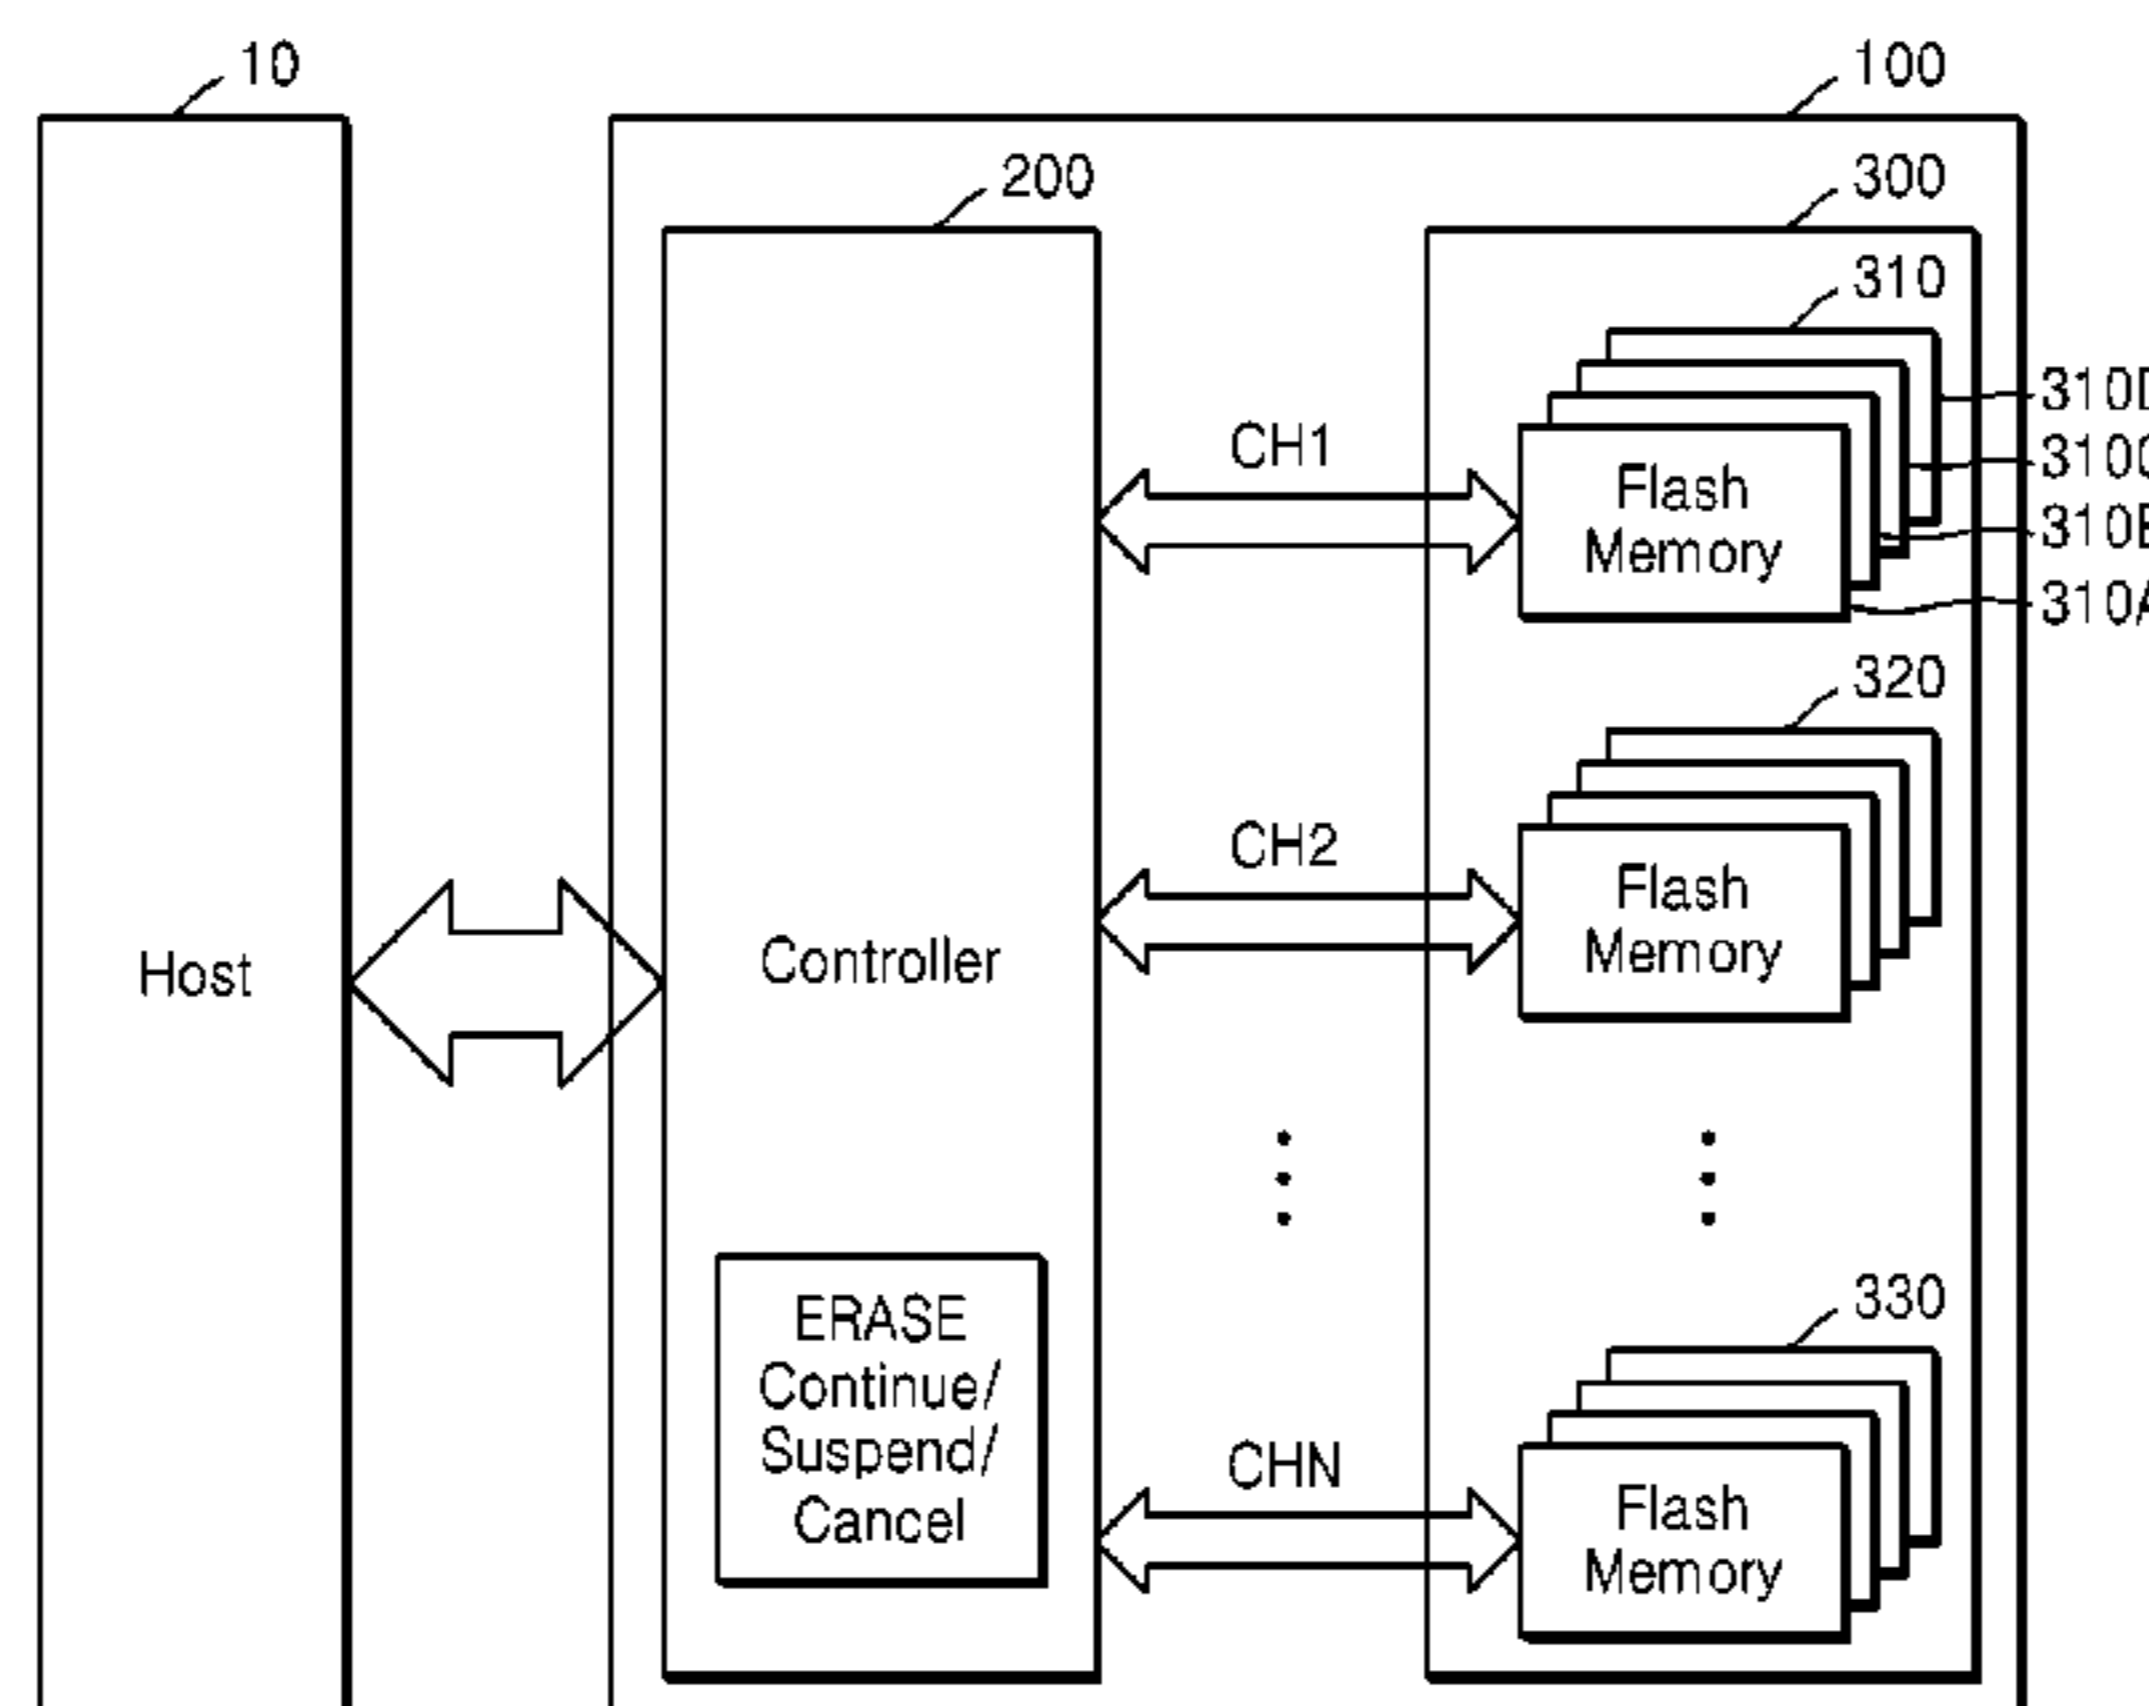 10
100
200
300
310
310D
310C
CH1
Flash
Memory
310B
310A
320
CH2
Flash
Memory
Host
Controller
330
ERASE
Continue/
Suspend/
Cancel
CHN
Flash
Memory